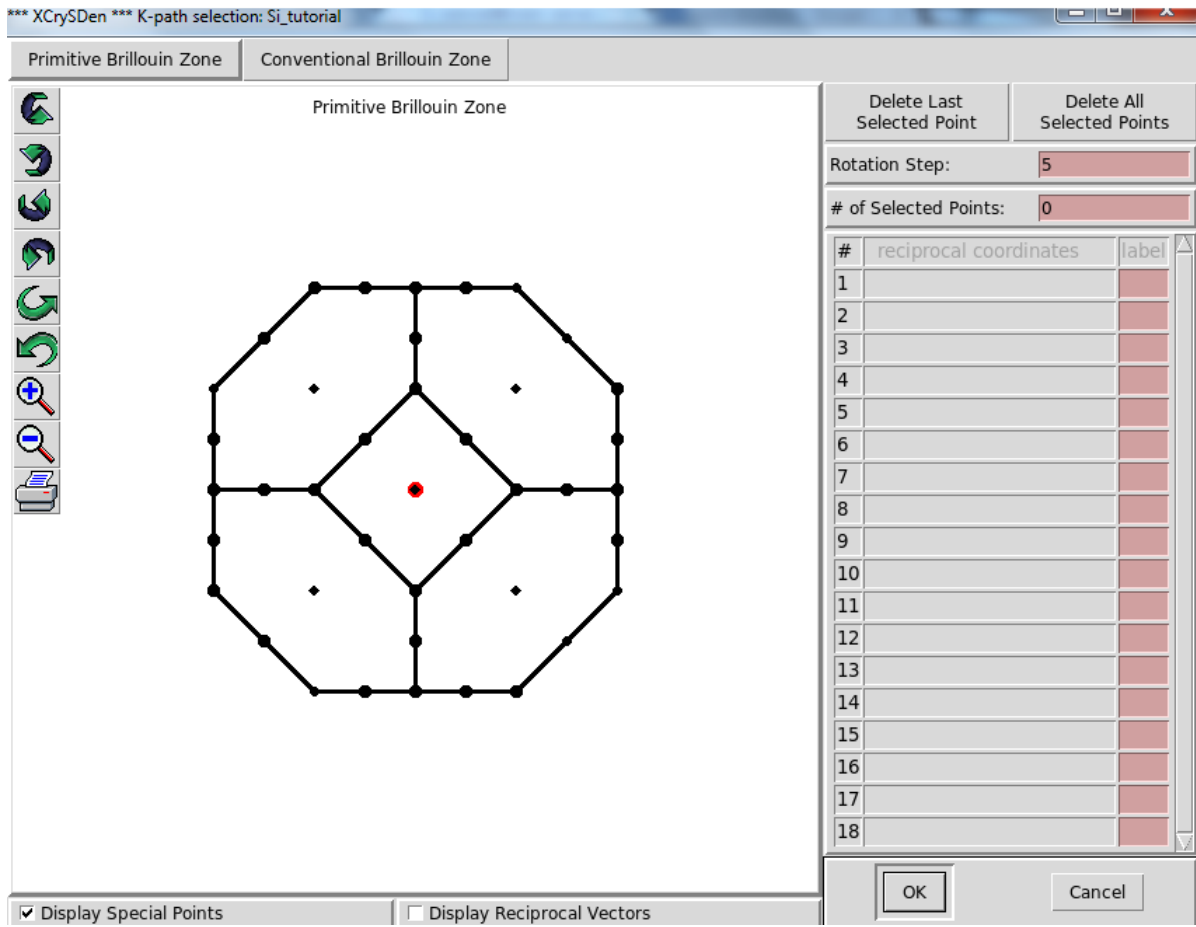 *** XCrySDen *** K-path selection: Si_tutorial
Primitive Brillouin Zone
Conventional Brillouin Zone
Primitive Brillouin Zone
Delete Last
Selected Point
Delete All
Selected Points
Rotation Step:
5
# of Selected Points:
0
# reciprocal coordinates label
1
2
3
4
5
6
7
8
9
10
11
12
13
14
15
16
17
18
OK
Cancel
Display Special Points
Display Reciprocal Vectors